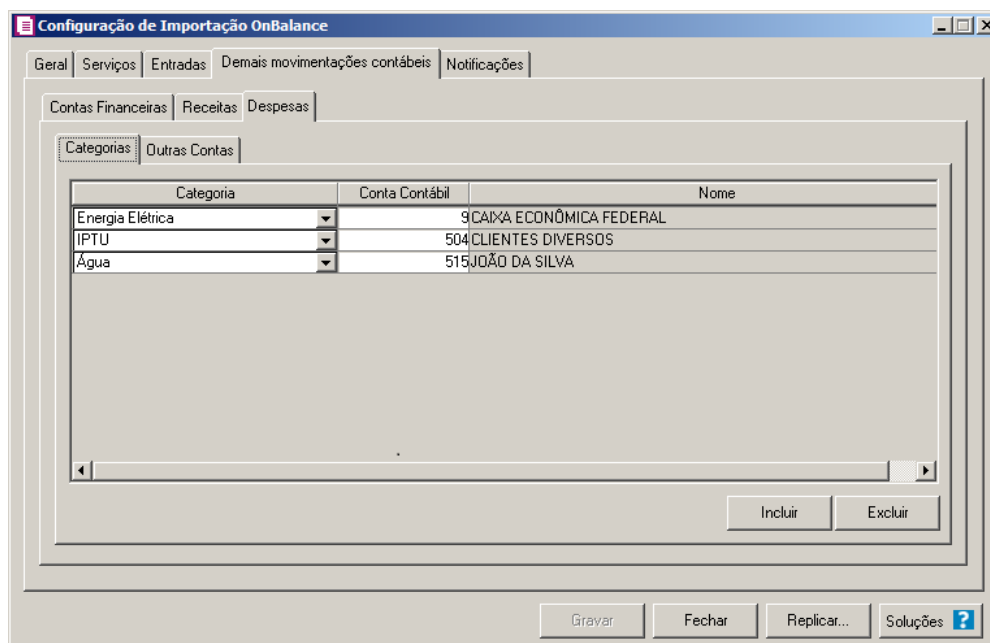 Configuração de Importação OnBalance
Geral Serviços Entradas Demais movimentações contábeis Notificações
Contas Financeiras Receitas Despesas
Categorias Outras Contas
Categoria Conta Contábil Nome
Energia Elétrica 9 CAIXA ECONÔMICA FEDERAL
IPTU 504 CLIENTES DIVERSOS
Água 515 JOÃO DA SILVA
Incluir Excluir
Gravar Fechar Replicar... Soluções ?